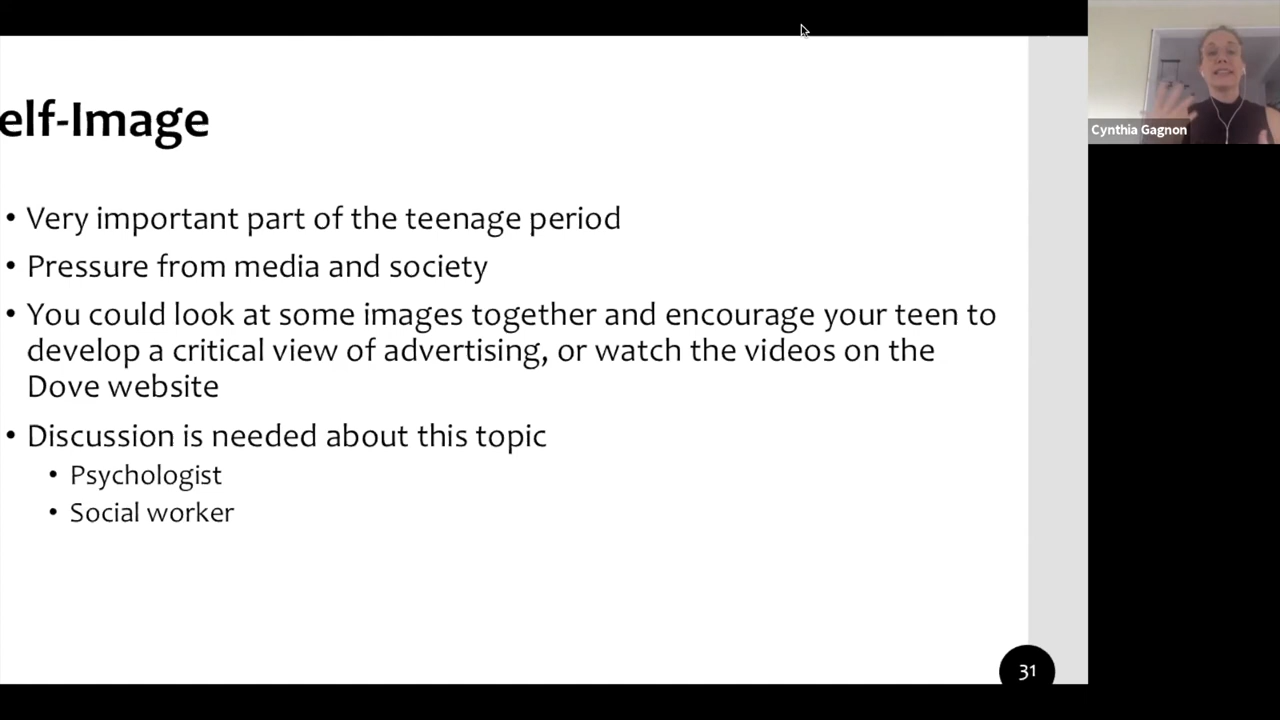 elf-Image
• Very important part of the teenage period
• Pressure from media and society
• You could look at some images together and encourage your teen to
develop a critical view of advertising, or watch the videos on the
Dove website
• Discussion is needed about this topic
• Psychologist
• Social worker
31
Cynthia Gagnon